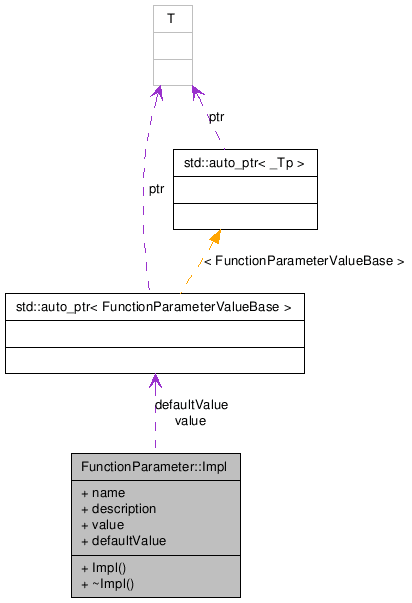 T
ptr
std::auto_ptr< _Tp >
ptr
< FunctionParameterValueBase >
std::auto_ptr< FunctionParameterValueBase >
defaultValue
value
FunctionParameter::Impl
+ name
+ description
+ value
+ defaultValue
+ Impl()
+ ~Impl()